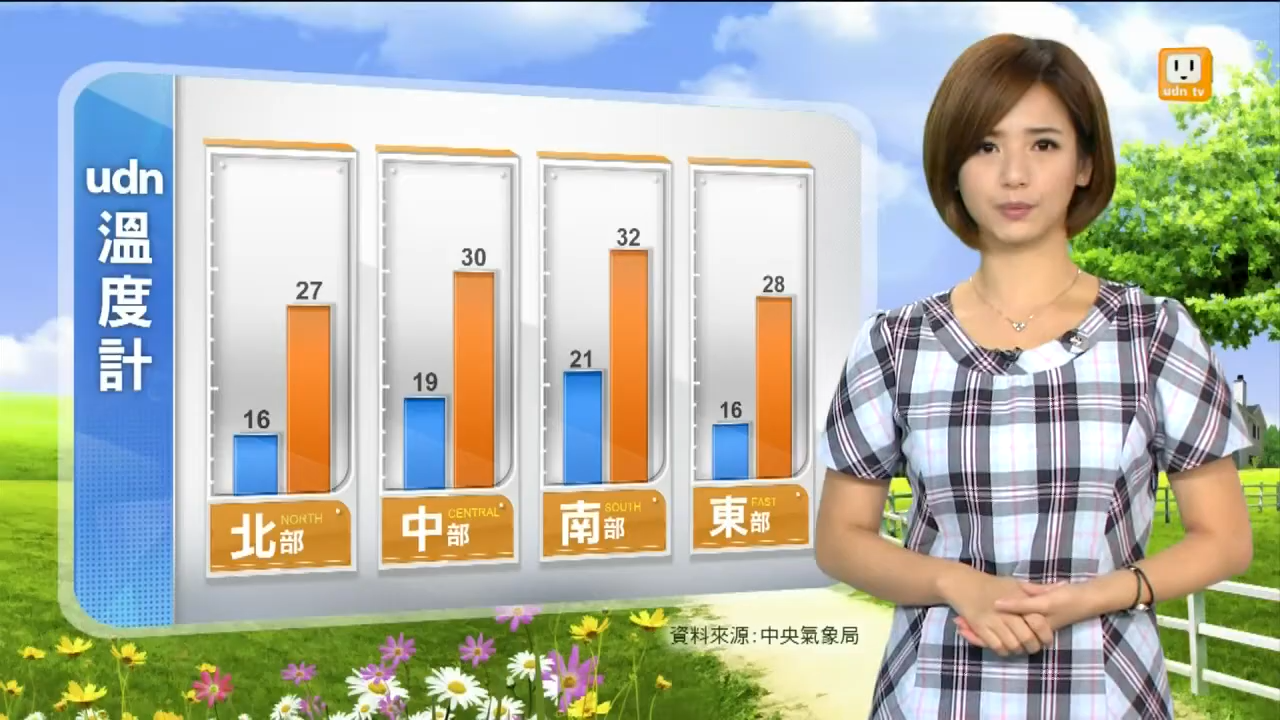 udn tv
udn
溫度計
16
27
19
30
21
32
16
28
北部 NORTH
中部 CENTRAL
南部 SOUTH
東部 EAST
資料來源:中央氣象局